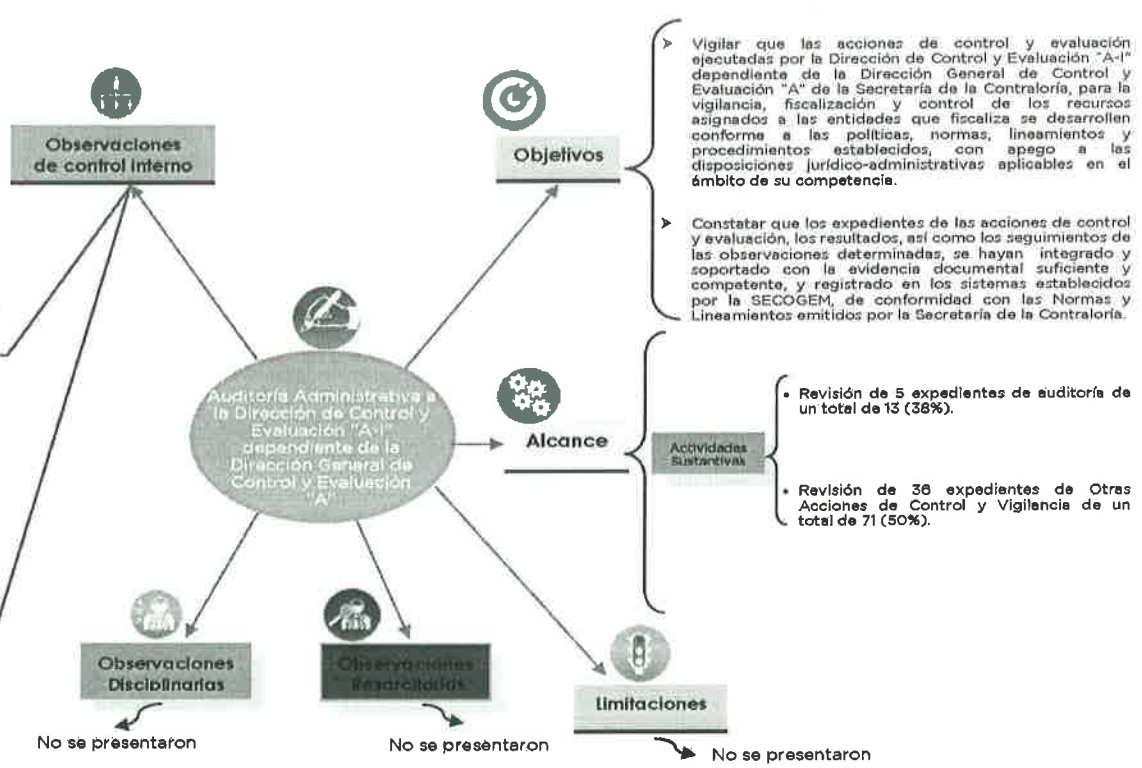 Observaciones
de control interno
Objetivos
➤ Vigilar que las acciones de control y evaluación
ejecutadas por la Dirección de Control y Evaluación "A-I"
dependiente de la Dirección General de Control y
Evaluación "A" de la Secretaría de la Contraloría, para la
vigilancia, fiscalización y control de los recursos
asignados a las entidades que fiscaliza se desarrollen
conforme a las políticas, normas, lineamientos y
procedimientos establecidos, con apego a las
disposiciones jurídico-administrativas aplicables en el
ámbito de su competencia.
➤ Constatar que los expedientes de las acciones de control
y evaluación, los resultados, así como los seguimientos de
las observaciones determinadas, se hayan integrado y
soportado con la evidencia documental suficiente y
competente, y registrado en los sistemas establecidos
por la SECOGEM, de conformidad con las Normas y
Lineamientos emitidos por la Secretaría de la Contraloría.
Auditoría Administrativa a
la Dirección de Control y
Evaluación "A-I"
dependiente de la
Dirección General de
Control y Evaluación
"A"
Alcance
Actividades
Sustantivas
• Revisión de 5 expedientes de auditoría de
un total de 13 (38%).
• Revisión de 36 expedientes de Otras
Acciones de Control y Vigilancia de un
total de 71 (50%).
Observaciones
Disciplinarias
No se presentaron
Observaciones
Resarcitorias
No se presentaron
Limitaciones
No se presentaron